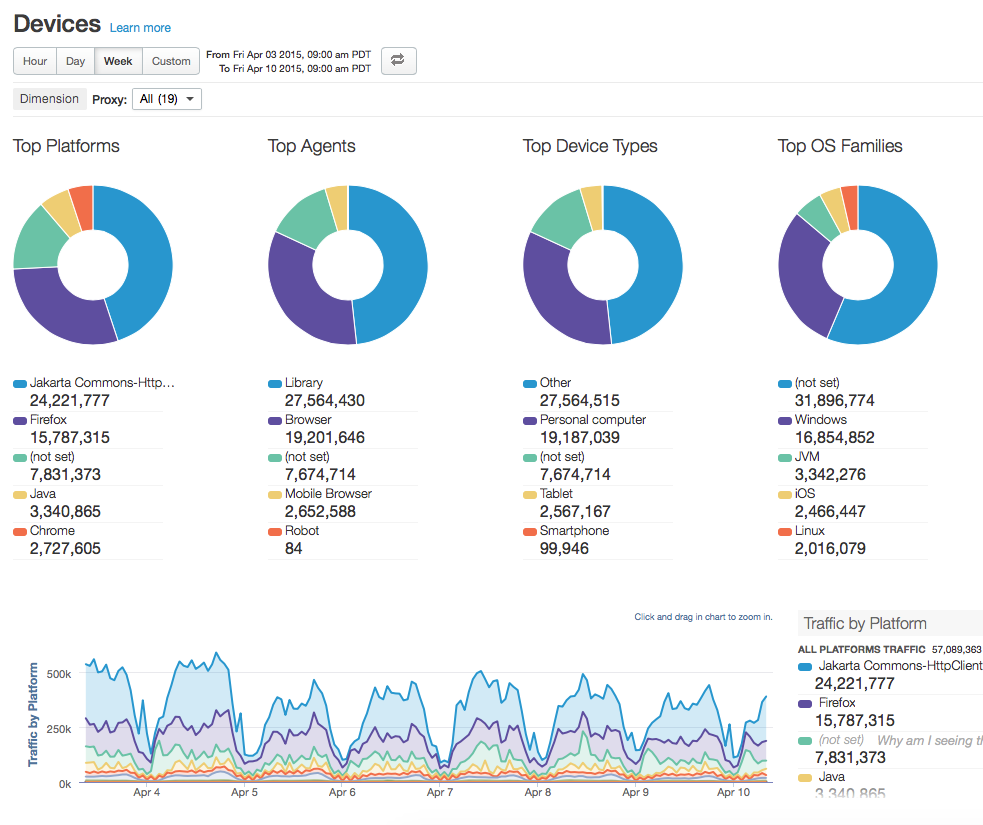 Devices Learn more
Hour Day Week Custom
From Fri Apr 03 2015, 09:00 am PDT
To Fri Apr 10 2015, 09:00 am PDT
Dimension Proxy: All (19)
Top Platforms
Jakarta Commons-Http...
24,221,777
Firefox
15,787,315
(not set)
7,831,373
Java
3,340,865
Chrome
2,727,605
Top Agents
Library
27,564,430
Browser
19,201,646
(not set)
7,674,714
Mobile Browser
2,652,588
Robot
84
Top Device Types
Other
27,564,515
Personal computer
19,187,039
(not set)
7,674,714
Tablet
2,567,167
Smartphone
99,946
Top OS Families
(not set)
31,896,774
Windows
16,854,852
JVM
3,342,276
iOS
2,466,447
Linux
2,016,079
Click and drag in chart to zoom in.
Traffic by Platform
500k
250k
0k
Apr 4 Apr 5 Apr 6 Apr 7 Apr 8 Apr 9 Apr 10
Traffic by Platform
ALL PLATFORMS TRAFFIC 57,089,363
Jakarta Commons-HttpClient
24,221,777
Firefox
15,787,315
(not set) Why am I seeing th
7,831,373
Java
3,340,865